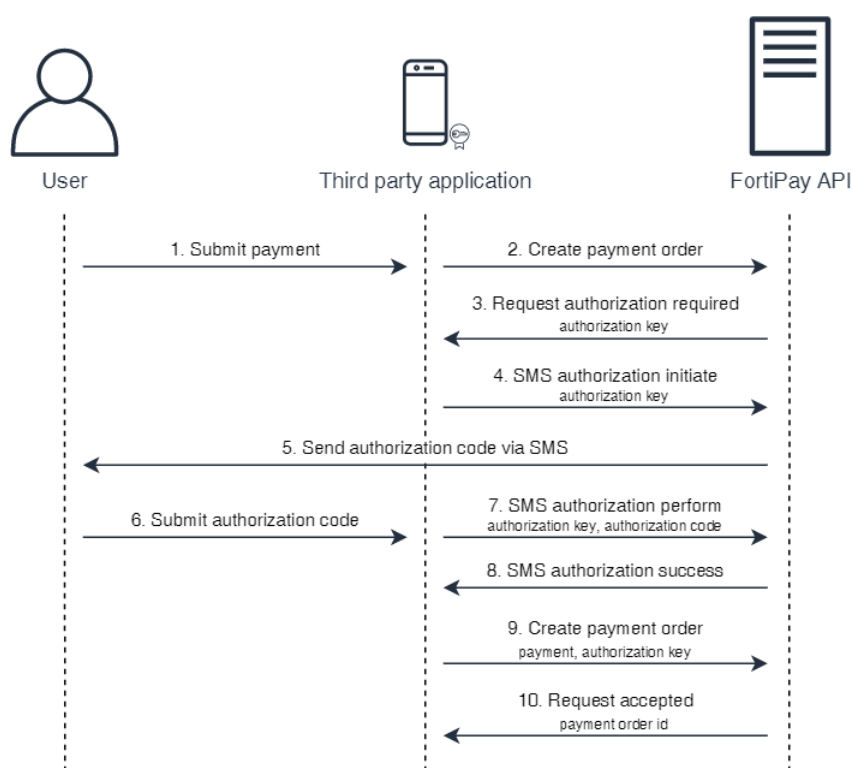 User
Third party application
FortiPay API
1. Submit payment
2. Create payment order
3. Request authorization required
authorization key
4. SMS authorization initiate
authorization key
5. Send authorization code via SMS
6. Submit authorization code
7. SMS authorization perform
authorization key, authorization code
8. SMS authorization success
9. Create payment order
payment, authorization key
10. Request accepted
payment order id